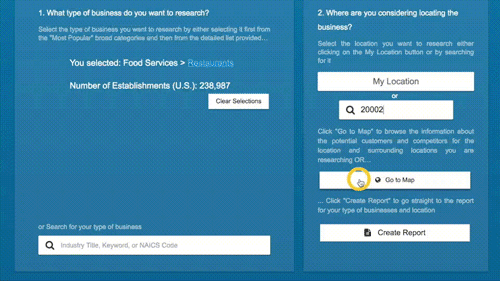 1. What type of business do you want to research?
Select the type of business you want to research by either selecting it first from
the "Most Popular" broad categories and then from the detailed list provided...
You selected: Food Services > Restaurants
Number of Establishments (U.S.): 238,987
Clear Selections
or Search for your type of business
Industry Title, Keyword, or NAICS Code
2. Where are you considering locating the
business?
Select the location you want to research either
clicking on the My Location button or by searching
for it
My Location
or
20002
Click "Go to Map" to browse the information about
the potential customers and competitors for the
location and surrounding locations you are
researching OR...
Go to Map
... Click "Create Report" to go straight to the report
for your type of businesses and location
Create Report